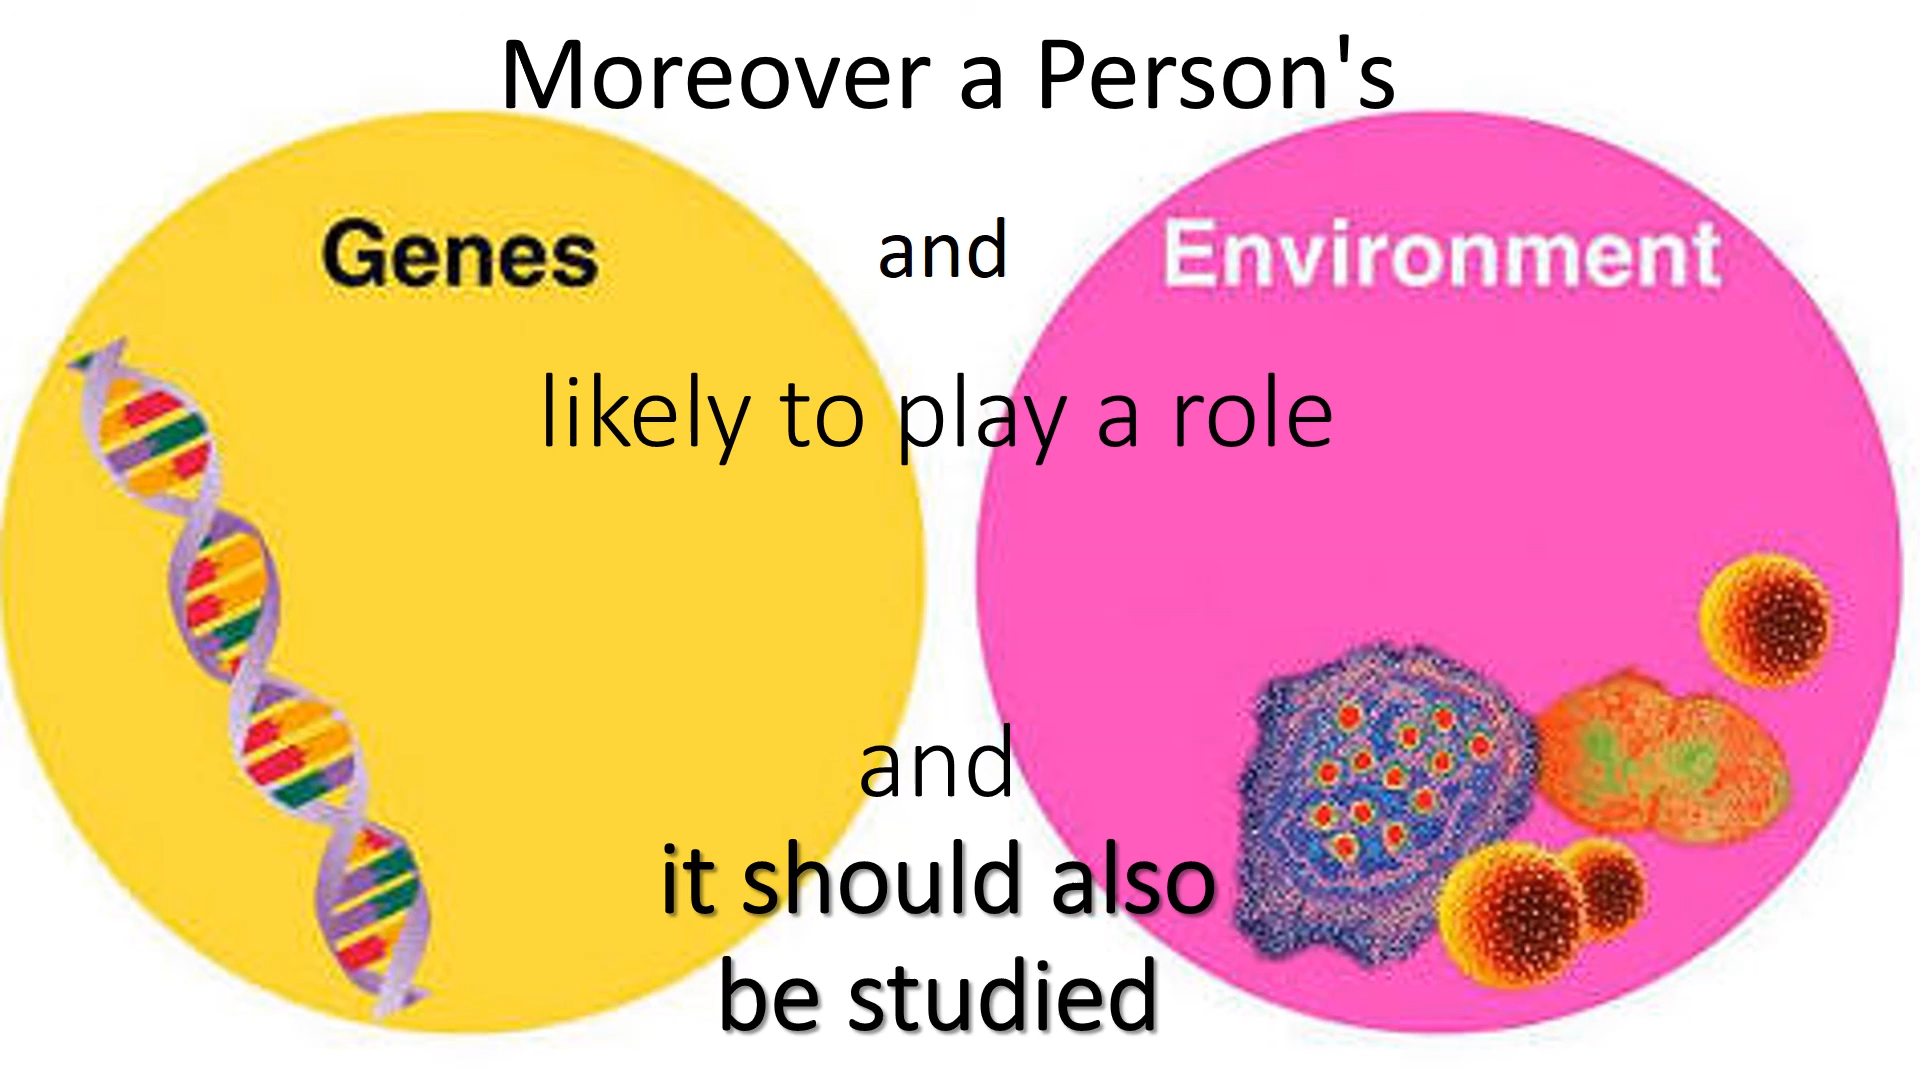 Moreover a Person's
Genes and Environment
likely to play a role
and
it should also
be studied